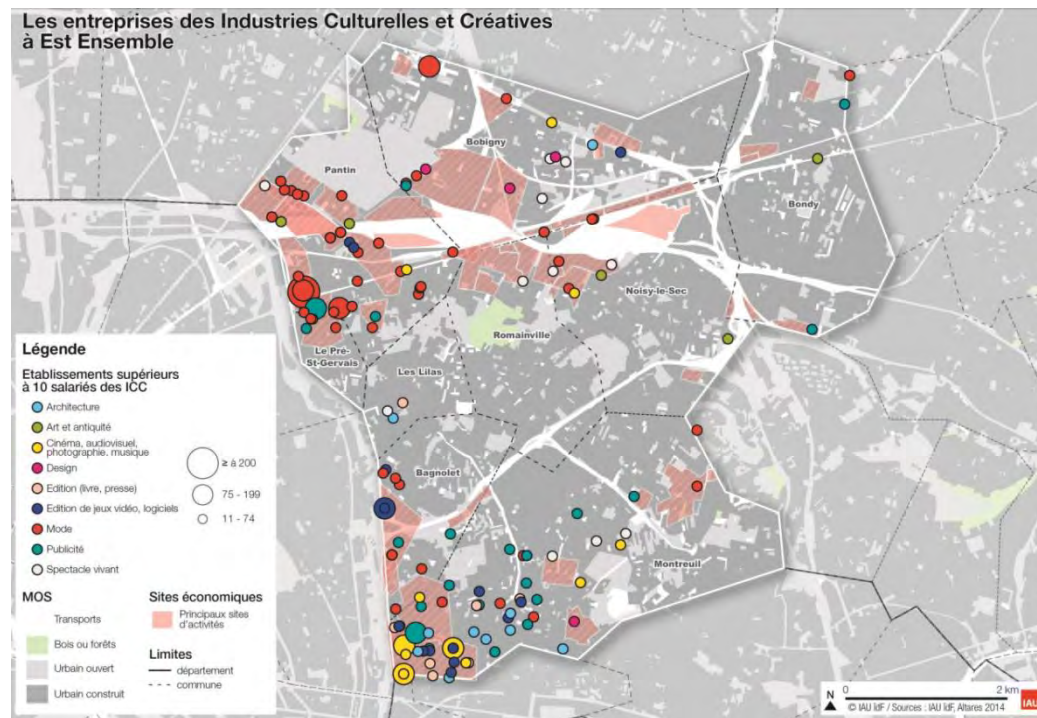 Les entreprises des Industries Culturelles et Créatives
à Est Ensemble
Bobigny
Pantin
Bondy
Noisy-le-Sec
Romainville
Le Pré-
St-Gervais
Les Lilas
Bagnolet
Montreuil
Légende
Etablissements supérieurs
à 10 salariés des ICC
Architecture
Art et antiquité
Cinéma, audiovisuel,
photographie, musique
Design
Edition (livre, presse)
Edition de jeux vidéo, logiciels
Mode
Publicité
Spectacle vivant
≥ à 200
75 - 199
11 - 74
MOS
Transports
Bois ou forêts
Urbain ouvert
Urbain construit
Sites économiques
Principaux sites
d'activités
Limites
département
commune
N
0 2 km
© IAU îdF / Sources : IAU îdF, Altares 2014
IAU